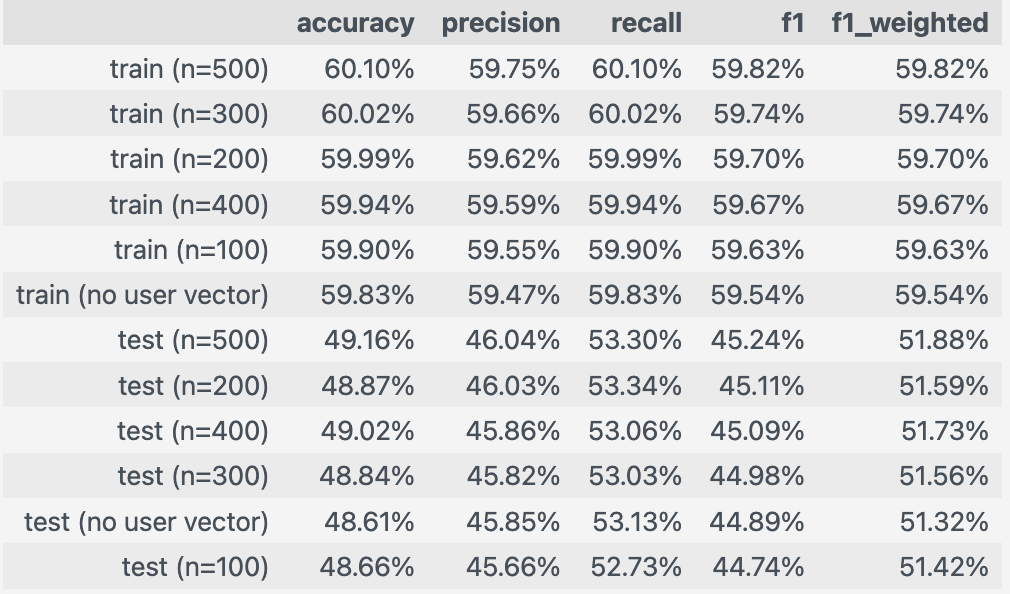 accuracy precision recall f1 f1_weighted
train (n=500) 60.10% 59.75% 60.10% 59.82% 59.82%
train (n=300) 60.02% 59.66% 60.02% 59.74% 59.74%
train (n=200) 59.99% 59.62% 59.99% 59.70% 59.70%
train (n=400) 59.94% 59.59% 59.94% 59.67% 59.67%
train (n=100) 59.90% 59.55% 59.90% 59.63% 59.63%
train (no user vector) 59.83% 59.47% 59.83% 59.54% 59.54%
test (n=500) 49.16% 46.04% 53.30% 45.24% 51.88%
test (n=200) 48.87% 46.03% 53.34% 45.11% 51.59%
test (n=400) 49.02% 45.86% 53.06% 45.09% 51.73%
test (n=300) 48.84% 45.82% 53.03% 44.98% 51.56%
test (no user vector) 48.61% 45.85% 53.13% 44.89% 51.32%
test (n=100) 48.66% 45.66% 52.73% 44.74% 51.42%